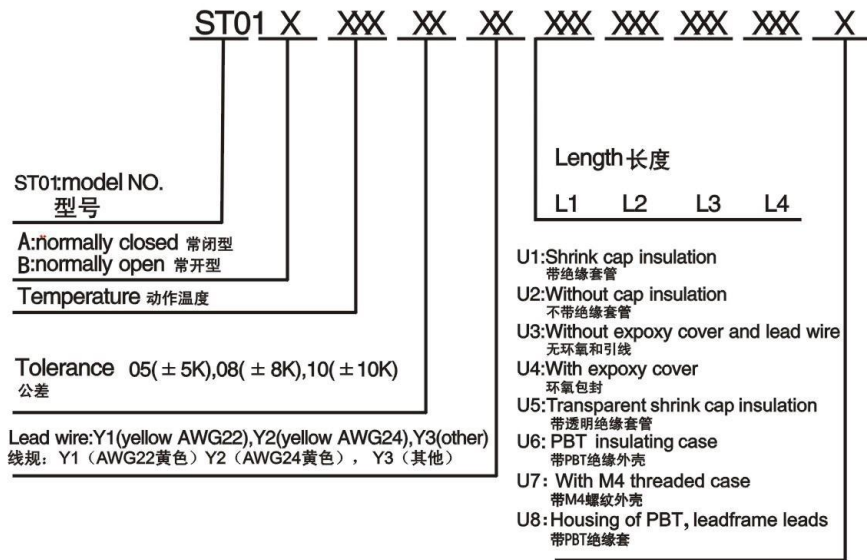 ST01 X XXX XX XX XXX XXX XXX XXX X
Length 长度
L1 L2 L3 L4
ST01:model NO.
型号
A:normally closed 常闭型
B:normally open 常开型
Temperature 动作温度
Tolerance 05(±5K),08(±8K),10(±10K)
公差
Lead wire:Y1(yellow AWG22),Y2(yellow AWG24),Y3(other)
线规：Y1（AWG22黄色）Y2（AWG24黄色），Y3（其他）
U1:Shrink cap insulation
带绝缘套管
U2:Without cap insulation
不带绝缘套管
U3:Without expoxy cover and lead wire
无环氧和引线
U4:With expoxy cover
环氧包封
U5:Transparent shrink cap insulation
带透明绝缘套管
U6: PBT insulating case
带PBT绝缘外壳
U7: With M4 threaded case
带M4螺纹外壳
U8:Housing of PBT, leadframe leads
带PBT绝缘套